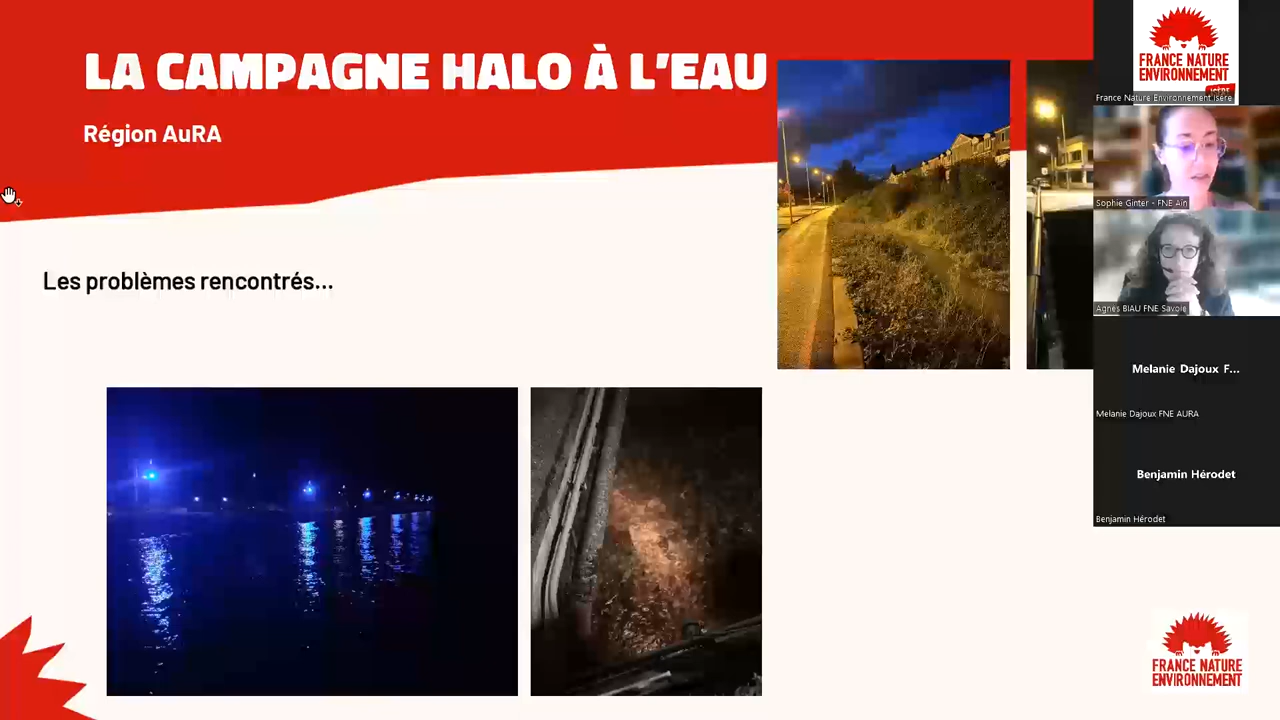 LA CAMPAGNE HALO À L'EAU
Région AuRA
Les problèmes rencontrés...
FRANCE NATURE
ENVIRONNEMENT
ISÈRE
France Nature Environnement Isère
Sophie Ginter - FNE Ain
Agnès BIAU FNE Savoie
Melanie Dajoux F...
Melanie Dajoux FNE AURA
Benjamin Hérodet
Benjamin Hérodet
FRANCE NATURE
ENVIRONNEMENT